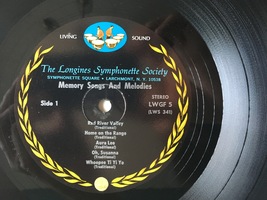 LIVING SOUND
The Longines Symphonette Society
SYMPHONETTE SQUARE • LARCHMONT, N. Y. 10538
Memory Songs And Melodies
Side 1
STEREO
LWGF 5
(LWS 341)
Red River Valley
(Traditional)
Home on the Range
(Traditional)
Aura Lee
(Traditional)
Oh, Susanna
(Traditional)
Whoopee Ti Yi Yo
(Traditional)